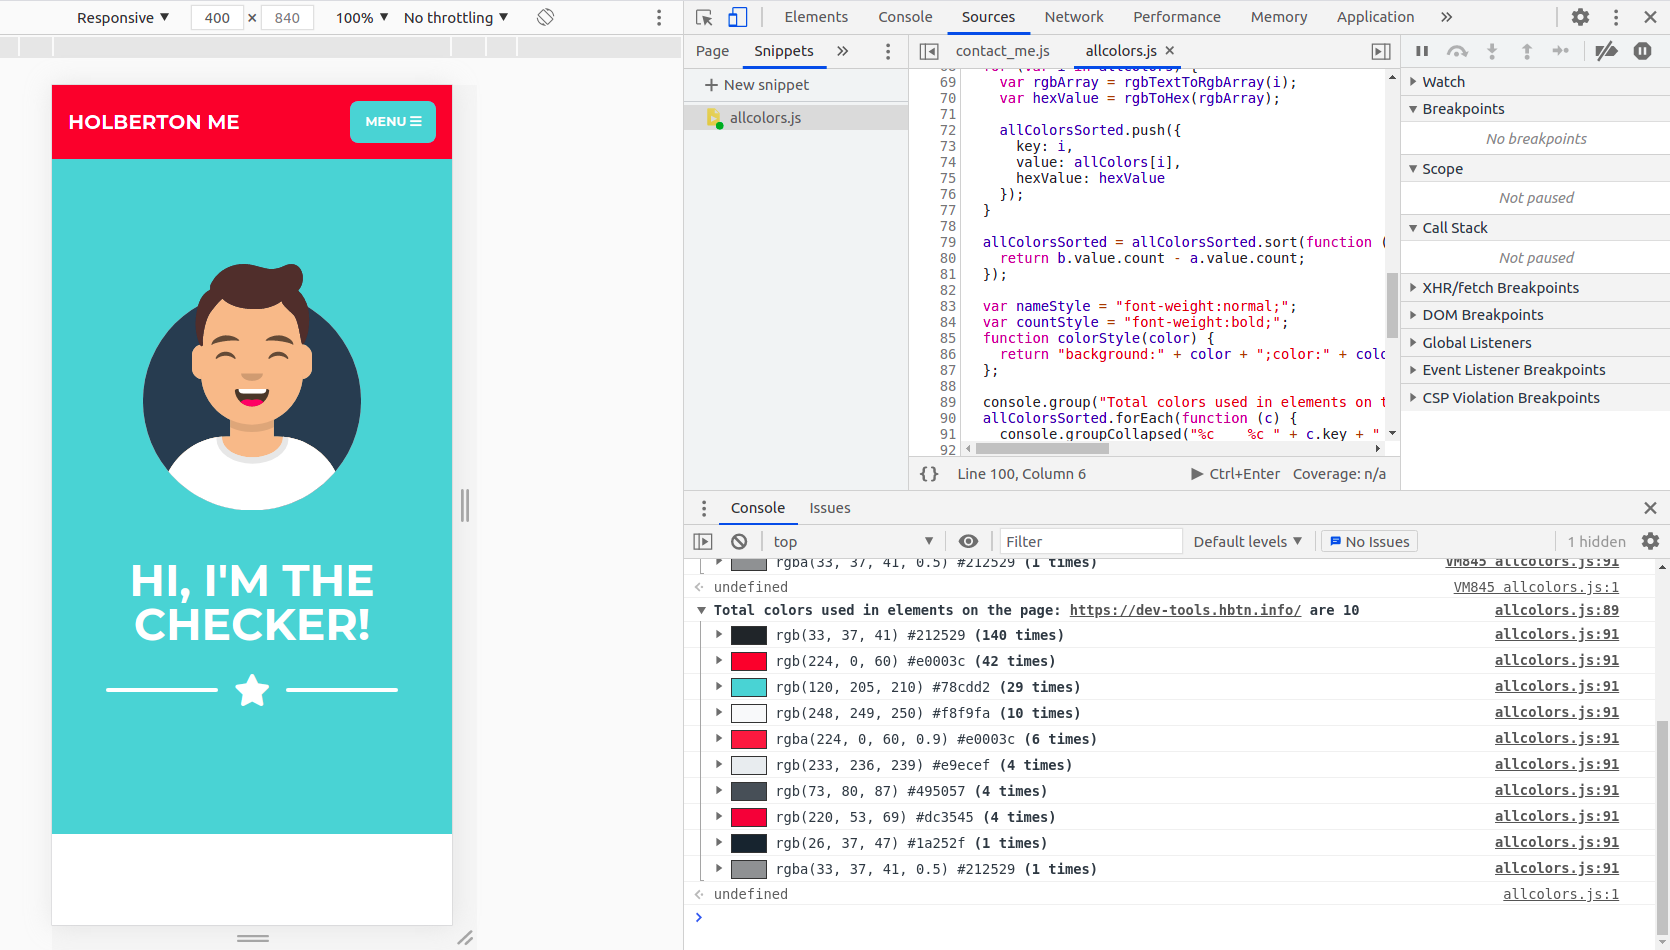 Responsive ▼ 400 × 840 100% ▼ No throttling ▼
Elements Console Sources Network Performance Memory Application »
HOLBERTON ME
MENU ☰
HI, I'M THE
CHECKER!
Page Snippets »
+ New snippet
allcolors.js
contact_me.js allcolors.js ×
69 var rgbArray = rgbTextToRgbArray(i);
70 var hexValue = rgbToHex(rgbArray);
71
72 allColorsSorted.push({
73 key: i,
74 value: allColors[i],
75 hexValue: hexValue
76 });
77 }
78
79 allColorsSorted = allColorsSorted.sort(function (
80 return b.value.count - a.value.count;
81 });
82
83 var nameStyle = "font-weight:normal;";
84 var countStyle = "font-weight:bold;";
85 function colorStyle(color) {
86 return "background:" + color + ";color:" + colo
87 };
88
89 console.group("Total colors used in elements on t
90 allColorsSorted.forEach(function (c) {
91 console.groupCollapsed("%c    %c " + c.key + "
92
{} Line 100, Column 6 ▶ Ctrl+Enter Coverage: n/a
Watch
Breakpoints
No breakpoints
Scope
Not paused
Call Stack
Not paused
XHR/fetch Breakpoints
DOM Breakpoints
Global Listeners
Event Listener Breakpoints
CSP Violation Breakpoints
Console Issues
top ▼ Filter Default levels ▼ No Issues 1 hidden
rgba(33, 37, 41, 0.5) #212529 (1 times) VM845 allcolors.js:91
undefined VM845 allcolors.js:1
Total colors used in elements on the page: https://dev-tools.hbtn.info/ are 10 allcolors.js:89
rgb(33, 37, 41) #212529 (140 times) allcolors.js:91
rgb(224, 0, 60) #e0003c (42 times) allcolors.js:91
rgb(120, 205, 210) #78cdd2 (29 times) allcolors.js:91
rgb(248, 249, 250) #f8f9fa (10 times) allcolors.js:91
rgba(224, 0, 60, 0.9) #e0003c (6 times) allcolors.js:91
rgb(233, 236, 239) #e9ecef (4 times) allcolors.js:91
rgb(73, 80, 87) #495057 (4 times) allcolors.js:91
rgb(220, 53, 69) #dc3545 (4 times) allcolors.js:91
rgb(26, 37, 47) #1a252f (1 times) allcolors.js:91
rgba(33, 37, 41, 0.5) #212529 (1 times) allcolors.js:91
undefined allcolors.js:1